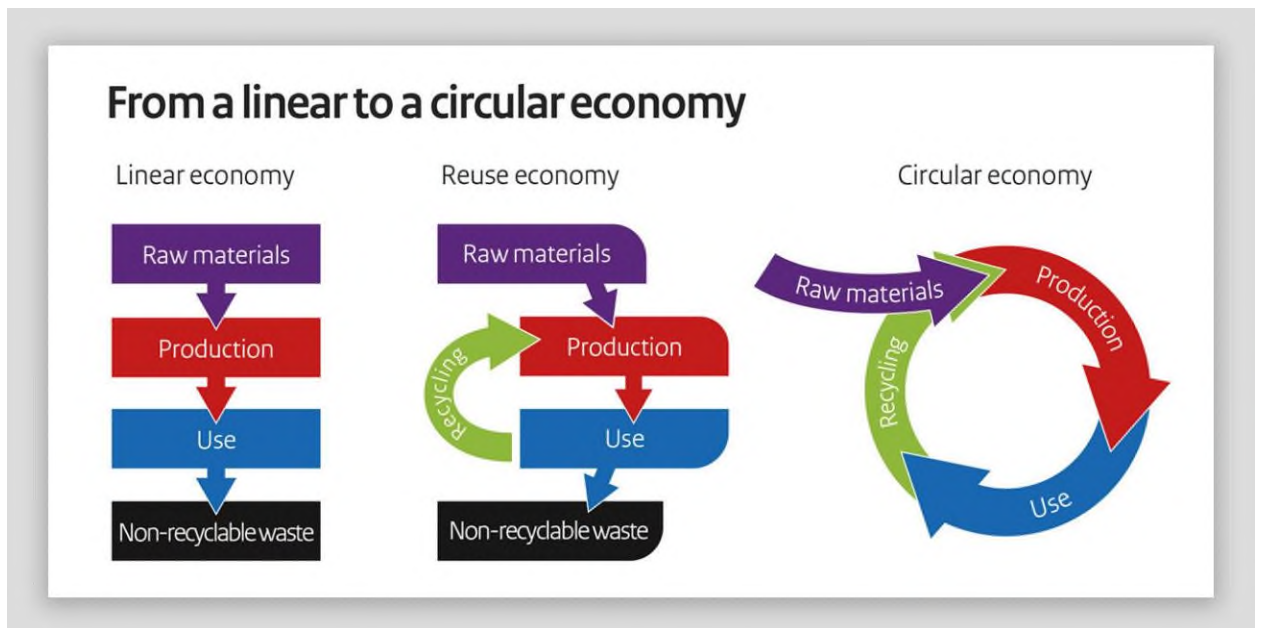 From a linear to a circular economy
Linear economy
Raw materials
Production
Use
Non-recyclable waste
Reuse economy
Raw materials
Production
Recycling
Use
Non-recyclable waste
Circular economy
Raw materials
Production
Use
Recycling